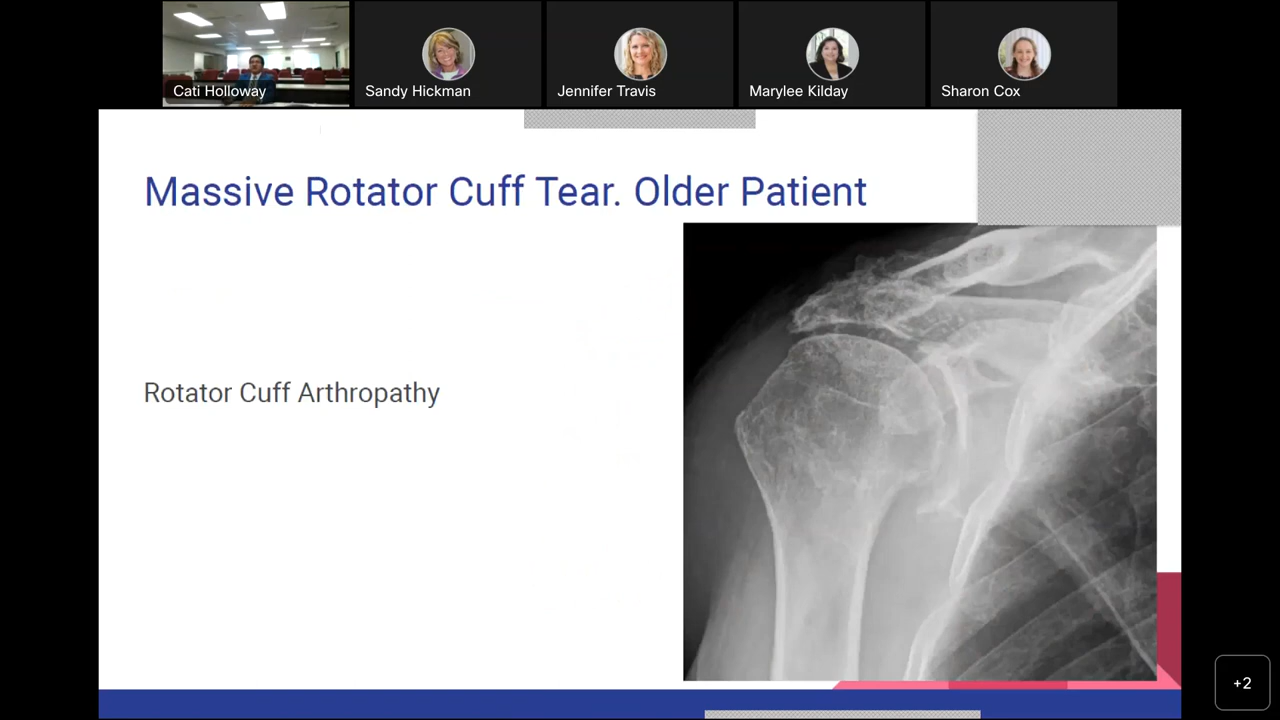 Cati Holloway
Sandy Hickman
Jennifer Travis
Marylee Kilday
Sharon Cox
Massive Rotator Cuff Tear. Older Patient
Rotator Cuff Arthropathy
+2